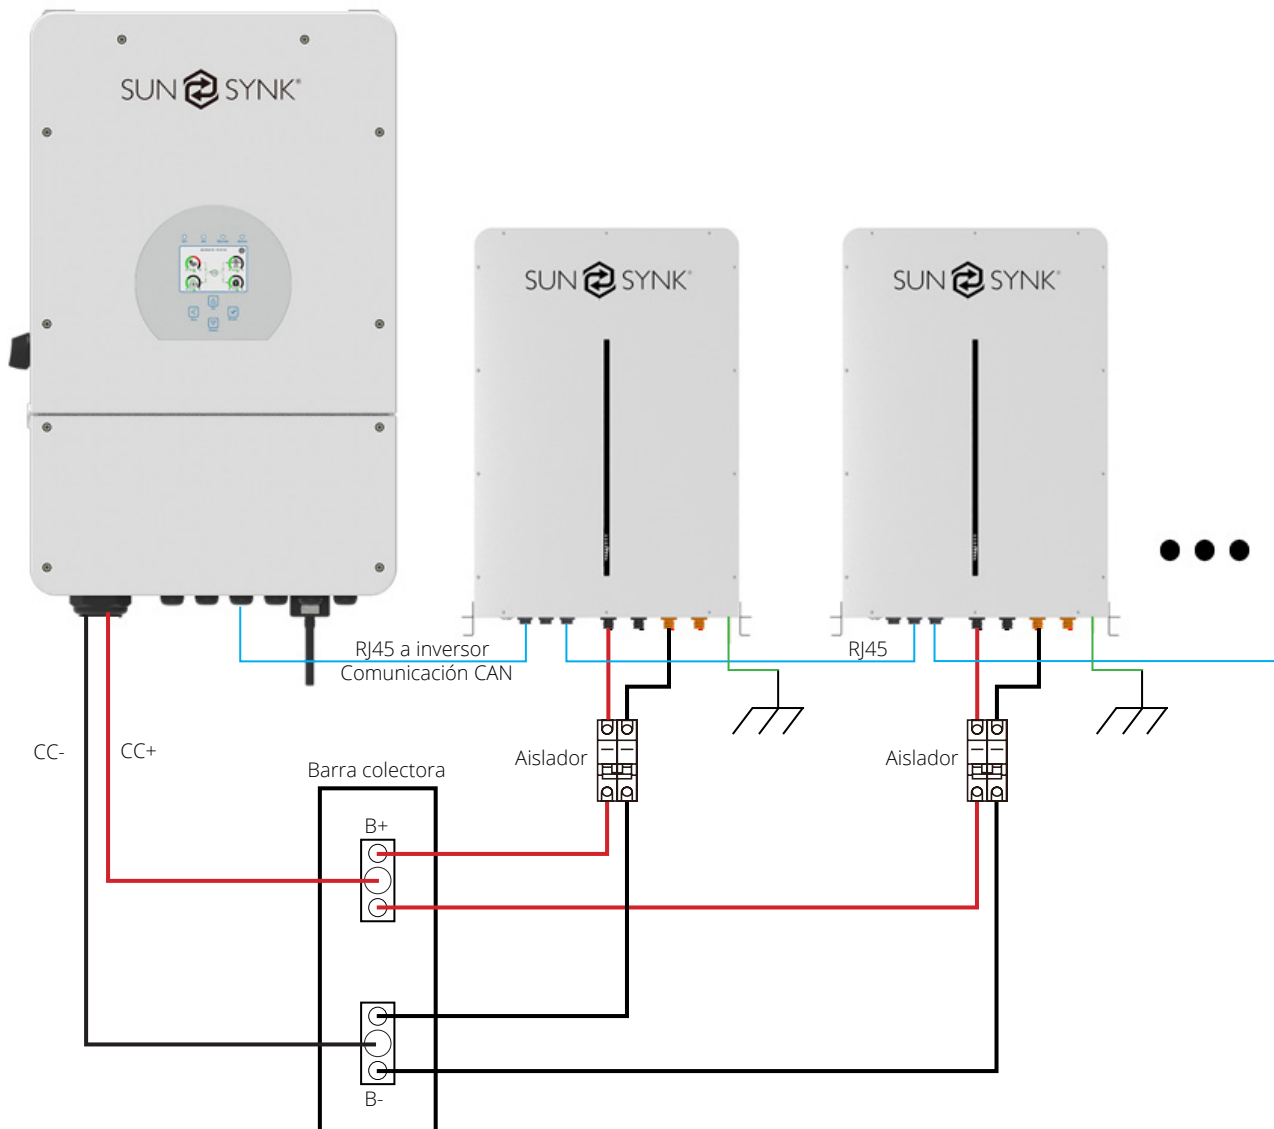 SUN SYNK®
SUN SYNK®
SUN SYNK®
RJ45 a inversor
Comunicación CAN
RJ45
CC-
CC+
Aislador
Aislador
Barra colectora
B+
B-